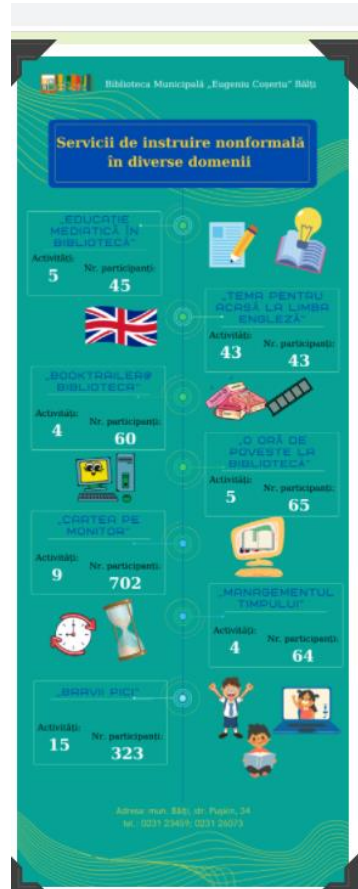 Biblioteca Municipală „Eugeniu Coșeriu” Bălți
Servicii de instruire nonformală
în diverse domenii
„EDUCAȚIE
MEDIATICĂ ÎN
BIBLIOTECĂ”
Activități:
5
Nr. participanți:
45
„TEMA PENTRU
ACASĂ LA LIMBA
ENGLEZĂ”
Activități:
43
Nr. participanți:
43
„BOOKTRAILER@
BIBLIOTECA”
Activități:
4
Nr. participanți:
60
„O ORĂ DE
POVESTE LA
BIBLIOTECĂ”
Activități:
5
Nr. participanți:
65
„CARTEA PE
MONITOR”
Activități:
9
Nr. participanți:
702
„MANAGEMENTUL
TIMPULUI”
Activități:
4
Nr. participanți:
64
„BRAVII PICI”
Activități:
15
Nr. participanți:
323
Adresa: mun. Bălți, str. Pușkin, 34
tel.: 0231 23459; 0231 26073